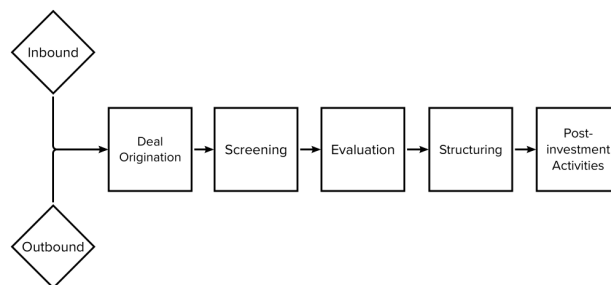 Inbound
Deal
Origination
Screening
Evaluation
Structuring
Post-
investment
Activities
Outbound